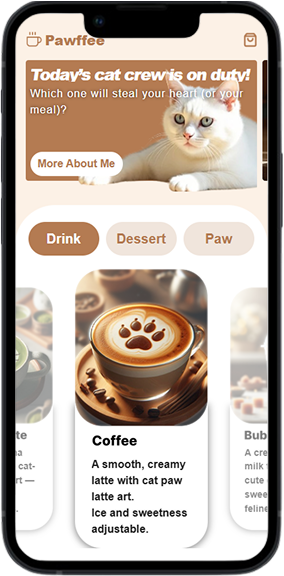 Pawffee
Today's cat crew is on duty!
Which one will steal your heart (or your
meal)?
More About Me
Drink
Dessert
Paw
Coffee
A smooth, creamy
latte with cat paw
latte art.
Ice and sweetness
adjustable.
te
na
cat-
rt —
Bub
A cre
milk
cute
swee
feline